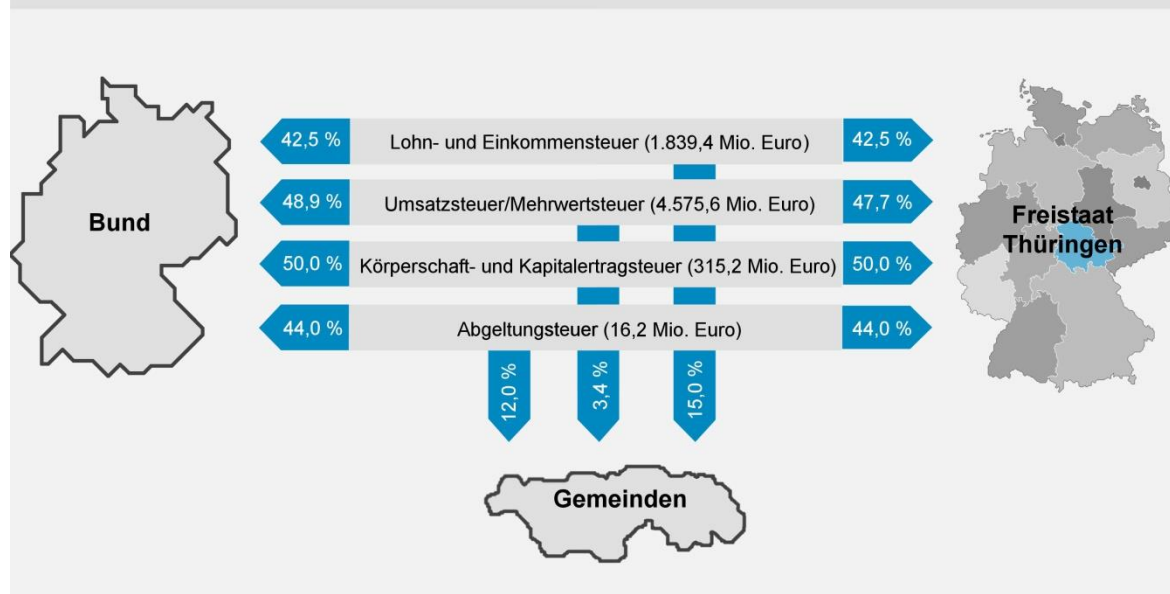 42,5 %
Lohn- und Einkommensteuer (1.839,4 Mio. Euro)
42,5 %
Bund
48,9 %
Umsatzsteuer/Mehrwertsteuer (4.575,6 Mio. Euro)
47,7 %
Freistaat
Thüringen
50,0 %
Körperschaft- und Kapitalertragsteuer (315,2 Mio. Euro)
50,0 %
44,0 %
Abgeltungsteuer (16,2 Mio. Euro)
44,0 %
12,0 %
3,4 %
15,0 %
Gemeinden